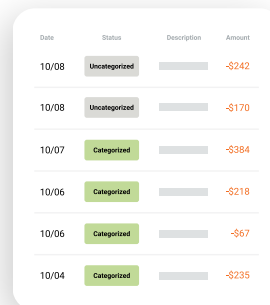 Date Status Description Amount
10/08 Uncategorized -$242
10/08 Uncategorized -$170
10/07 Categorized -$384
10/06 Categorized -$218
10/06 Categorized -$67
10/04 Categorized -$235